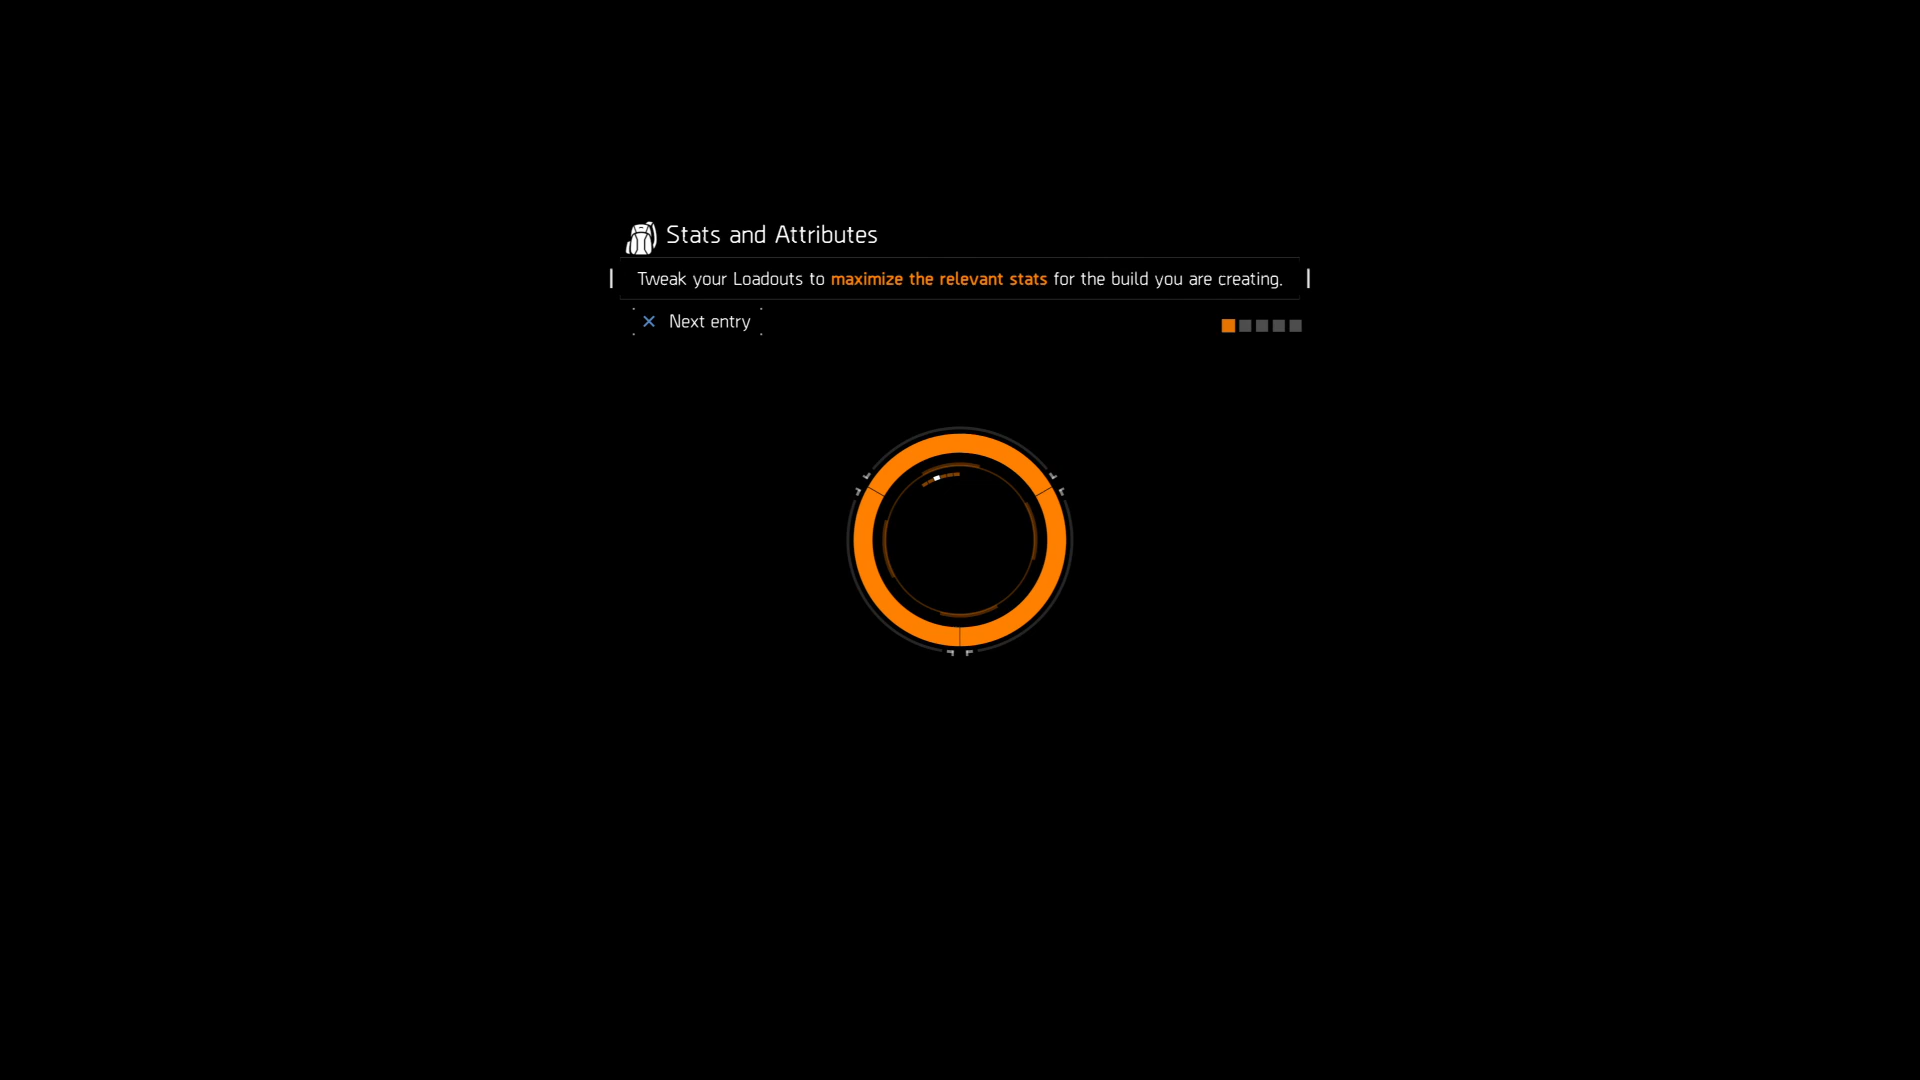 Stats and Attributes
Tweak your Loadouts to maximize the relevant stats for the build you are creating.
Next entry